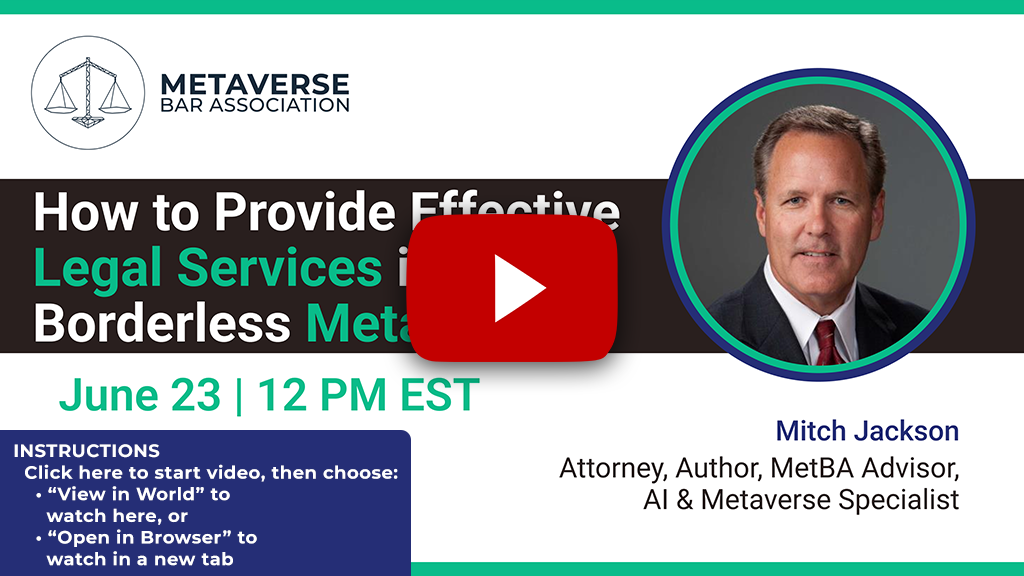 METAVERSE
BAR ASSOCIATION
How to Provide Effective
Legal Services
Borderless
June 23 | 12 PM EST
INSTRUCTIONS
Click here to start video, then choose:
• “View in World” to
watch here, or
• “Open in Browser” to
watch in a new tab
Mitch Jackson
Attorney, Author, MetBA Advisor,
AI & Metaverse Specialist